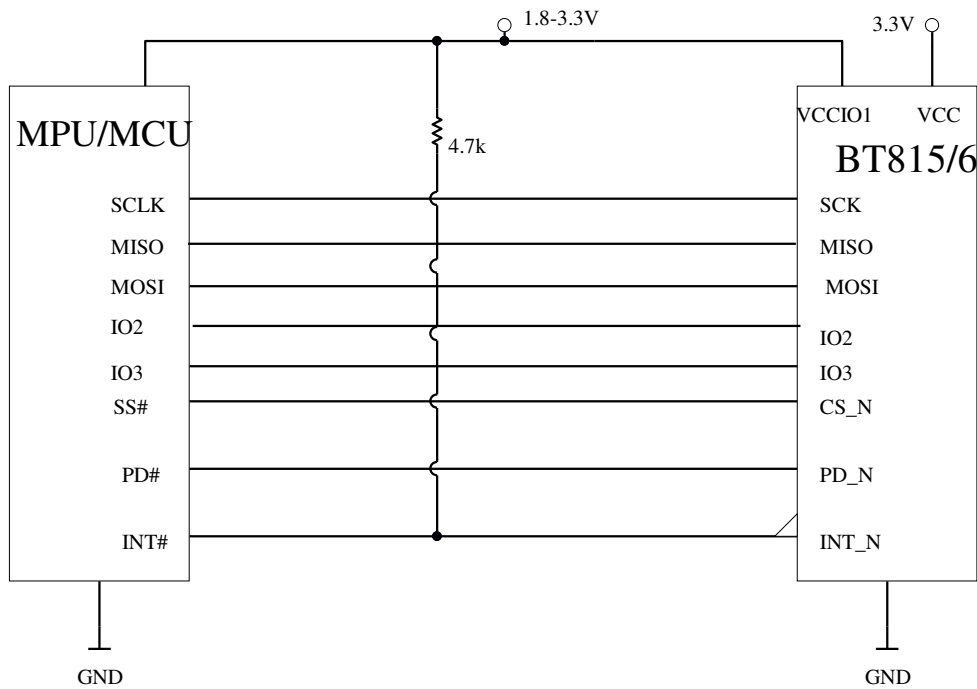 1.8-3.3V
3.3V
MPU/MCU
VCCIO1
VCC
4.7k
BT815/6
SCLK
SCK
MISO
MISO
MOSI
MOSI
IO2
IO2
IO3
IO3
SS#
CS_N
PD#
PD_N
INT#
INT_N
GND
GND